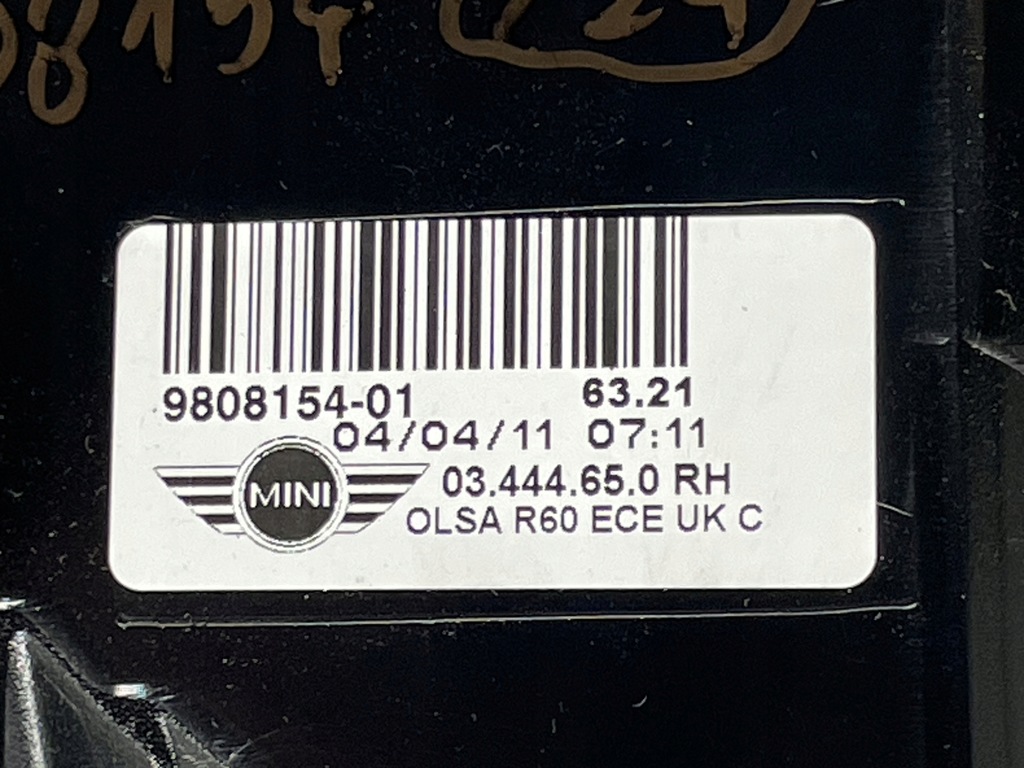 9808154-01 63.21
04/04/11 07:11
MINI 03.444.65.0 RH
OLSA R60 ECE UK C